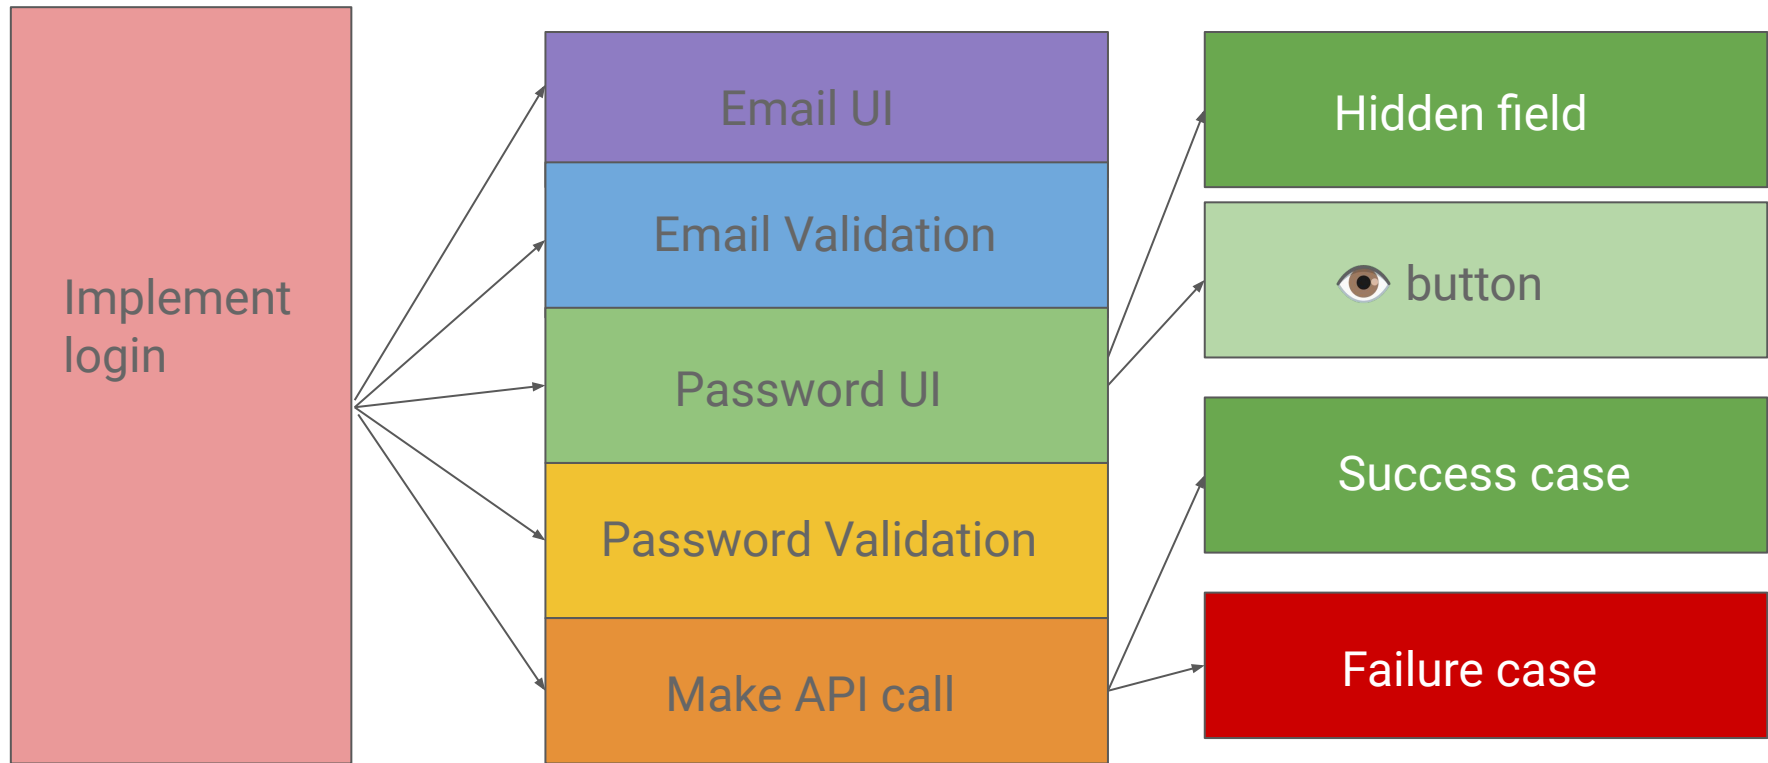 Implement
login
Email UI
Email Validation
Password UI
Password Validation
Make API call
Hidden field
👁️ button
Success case
Failure case